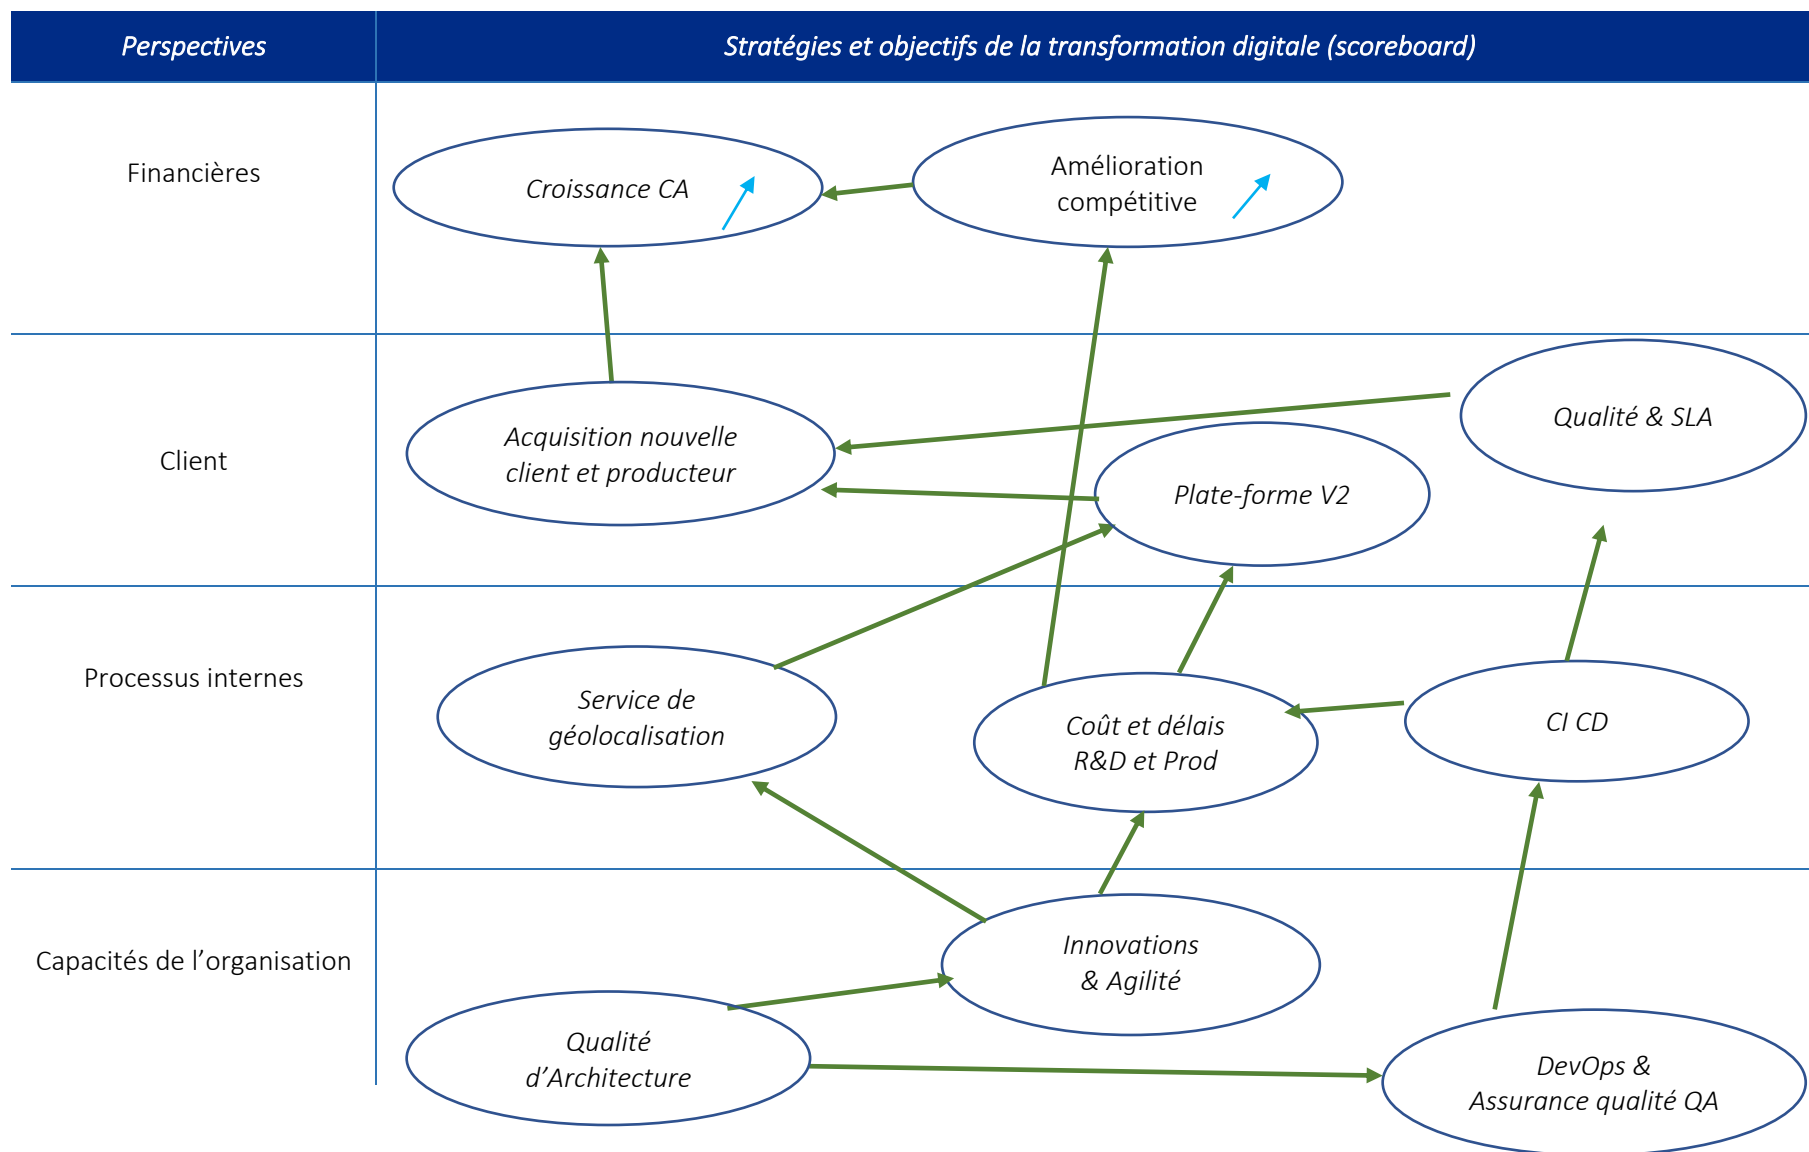 Perspectives
Stratégies et objectifs de la transformation digitale (scoreboard)
Financières
Croissance CA
Amélioration
compétitive
Client
Acquisition nouvelle
client et producteur
Plate-forme V2
Qualité & SLA
Processus internes
Service de
géolocalisation
Coût et délais
R&D et Prod
CI CD
Capacités de l’organisation
Innovations
& Agilité
Qualité
d’Architecture
DevOps &
Assurance qualité QA